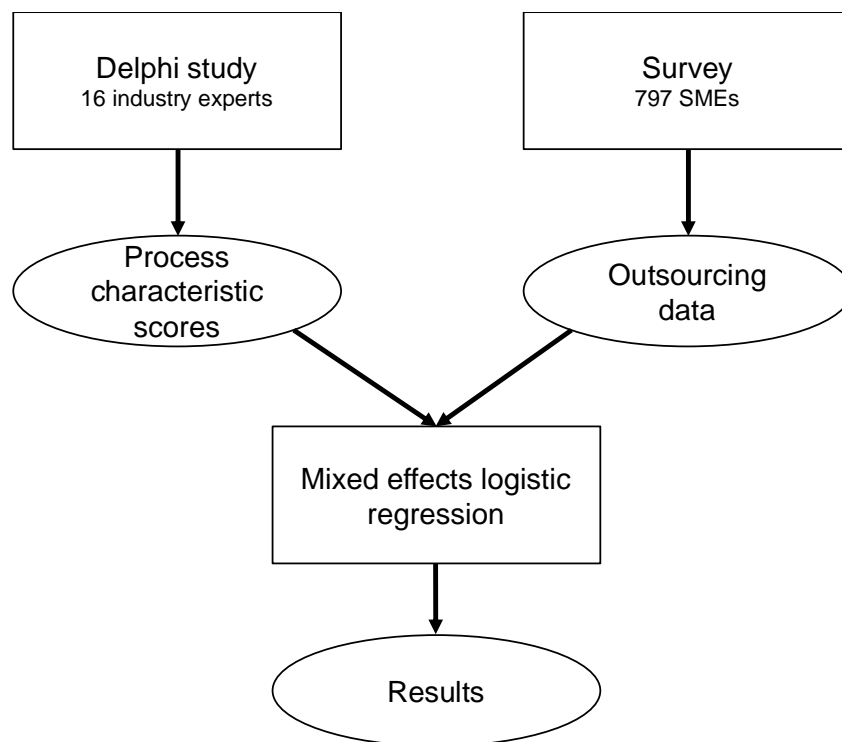 Delphi study
16 industry experts
Survey
797 SMEs
Process
characteristic
scores
Outsourcing
data
Mixed effects logistic
regression
Results